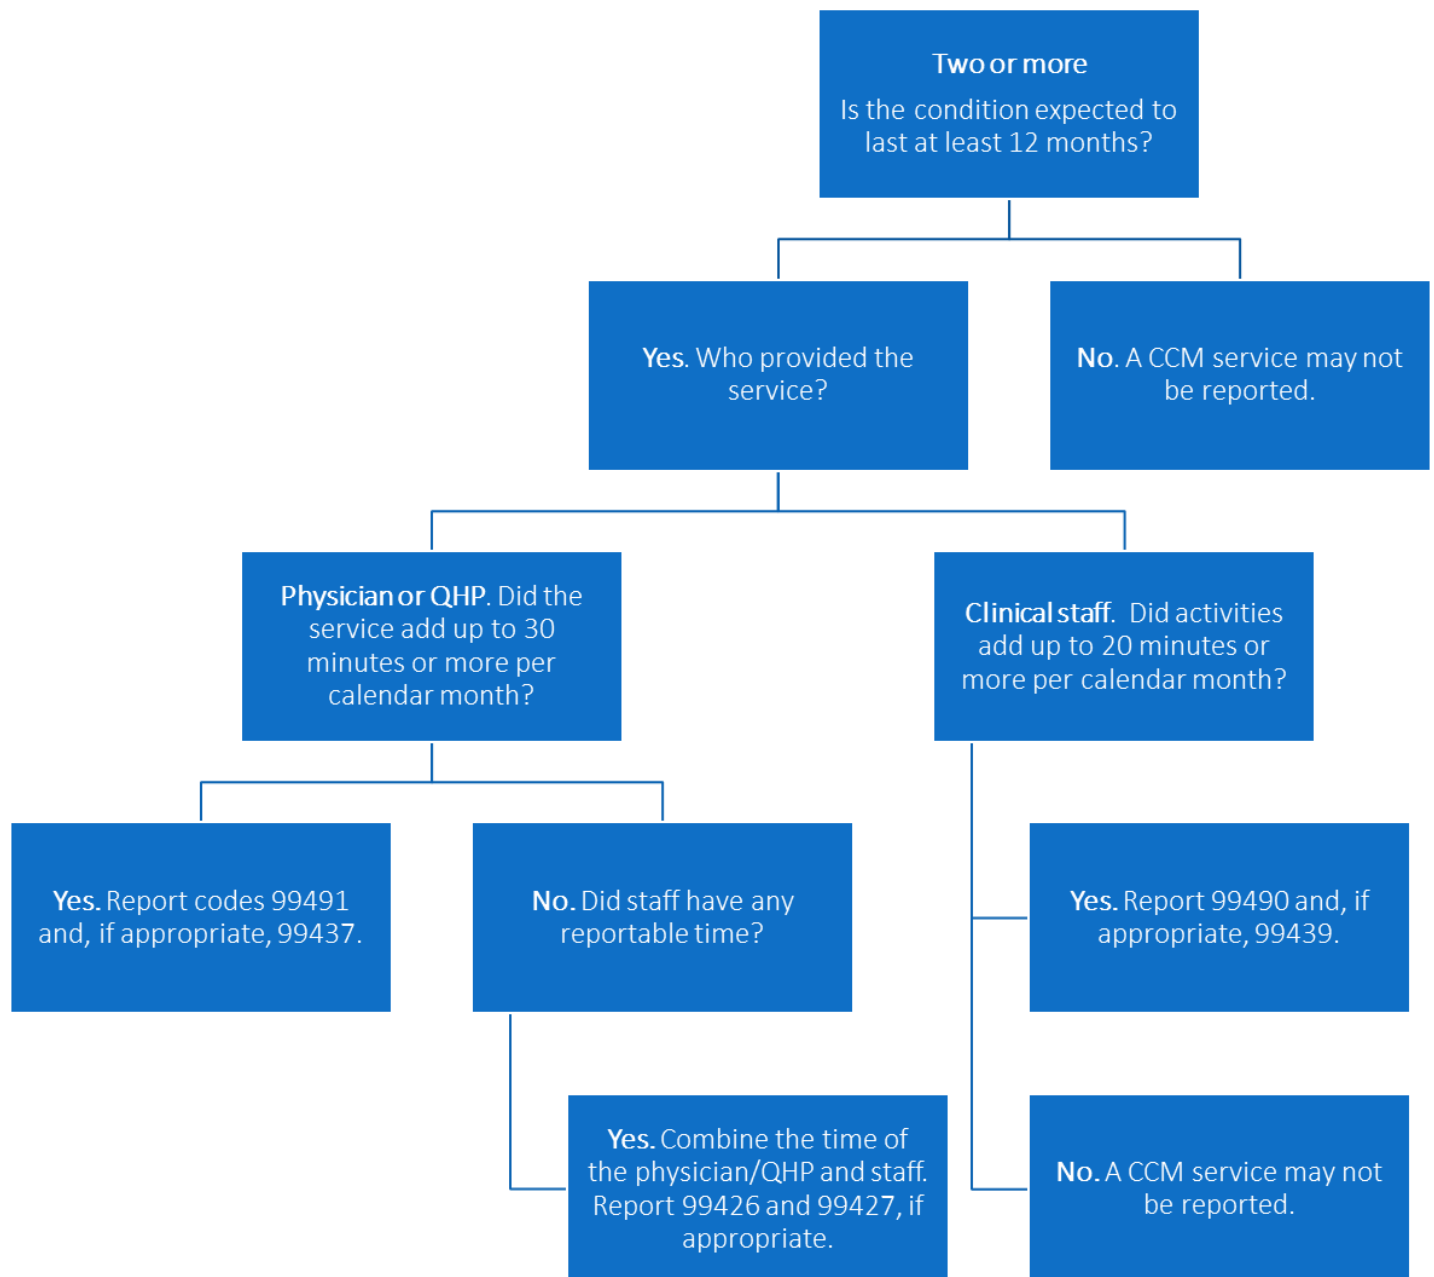 Two or more
Is the condition expected to
last at least 12 months?
Yes. Who provided the
service?
No. A CCM service may not
be reported.
Physician or QHP. Did the
service add up to 30
minutes or more per
calendar month?
Clinical staff.  Did activities
add up to 20 minutes or
more per calendar month?
Yes. Report codes 99491
and, if appropriate, 99437.
No. Did staff have any
reportable time?
Yes. Report 99490 and, if
appropriate, 99439.
Yes. Combine the time of
the physician/QHP and staff.
Report 99426 and 99427, if
appropriate.
No. A CCM service may not
be reported.